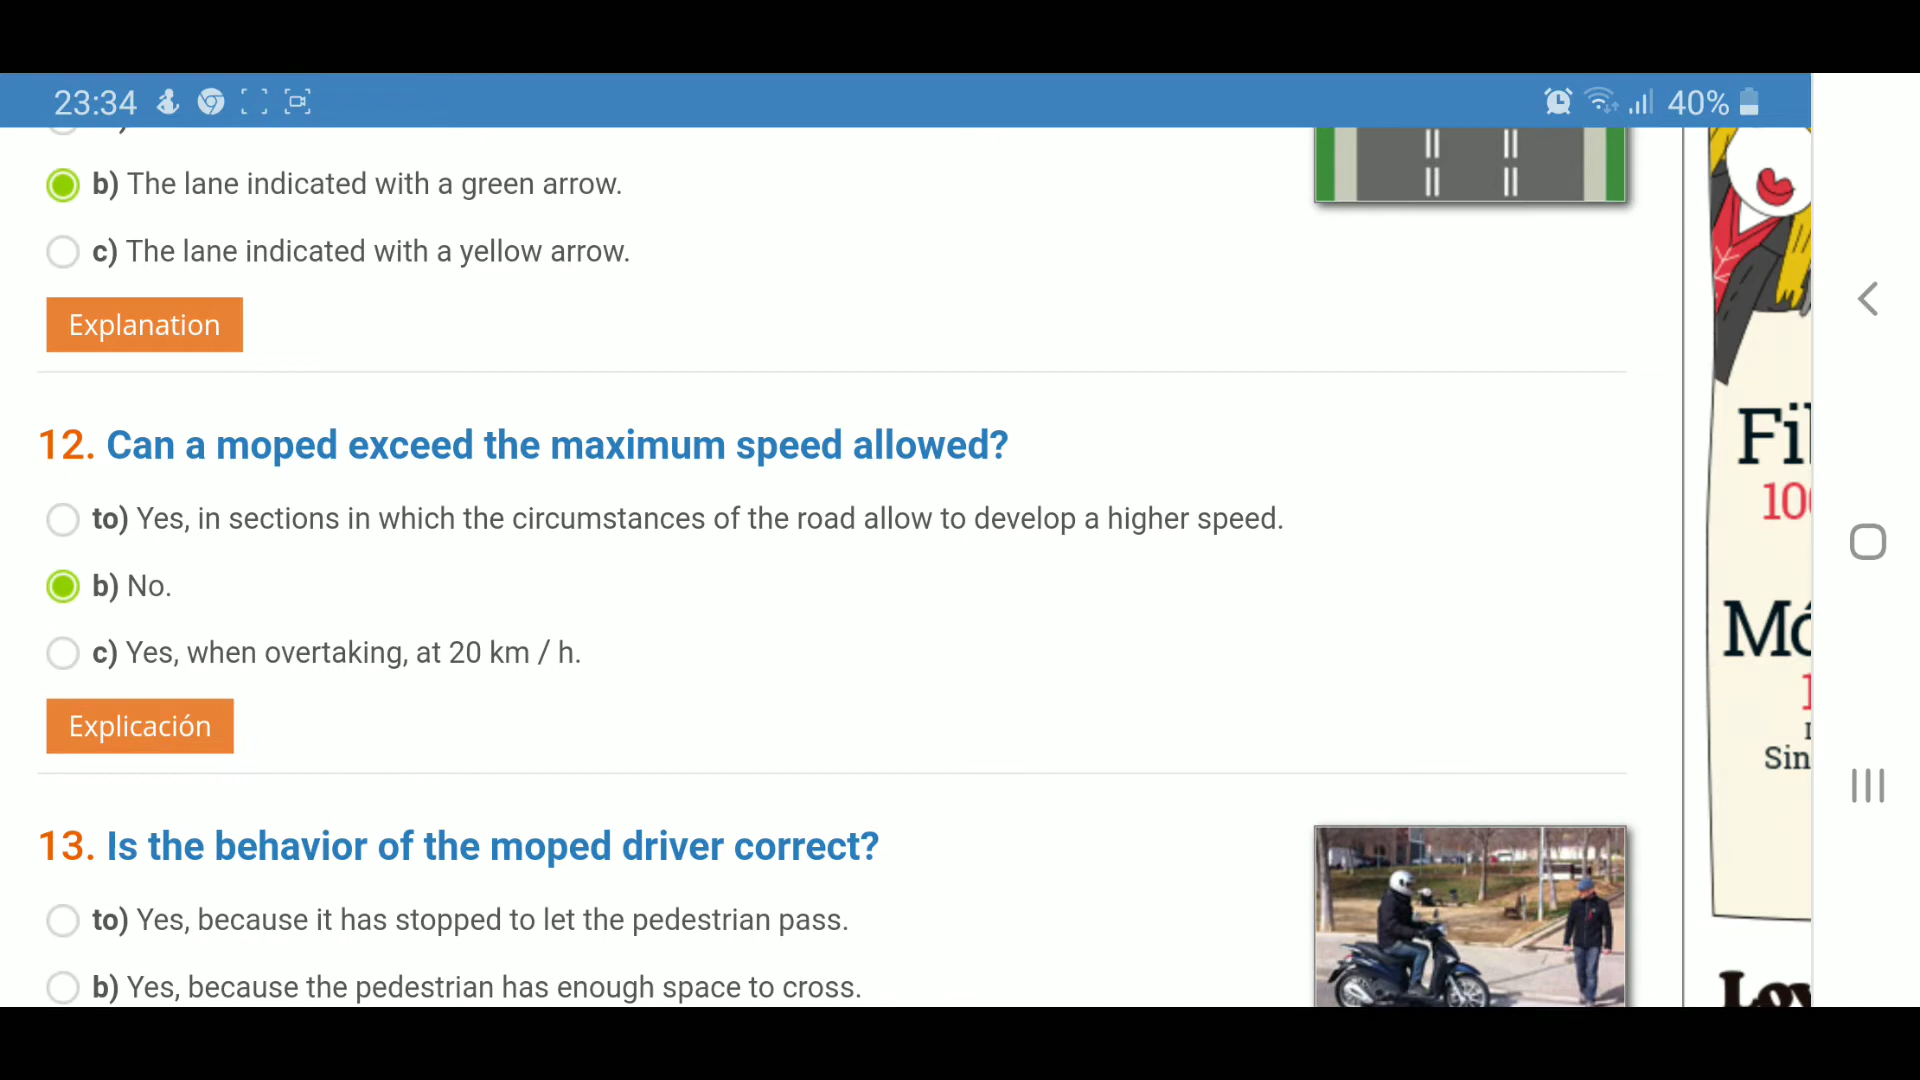 23:34
40%
b) The lane indicated with a green arrow.
c) The lane indicated with a yellow arrow.
Explanation
12. Can a moped exceed the maximum speed allowed?
to) Yes, in sections in which the circumstances of the road allow to develop a higher speed.
b) No.
c) Yes, when overtaking, at 20 km / h.
Explicación
13. Is the behavior of the moped driver correct?
to) Yes, because it has stopped to let the pedestrian pass.
b) Yes, because the pedestrian has enough space to cross.